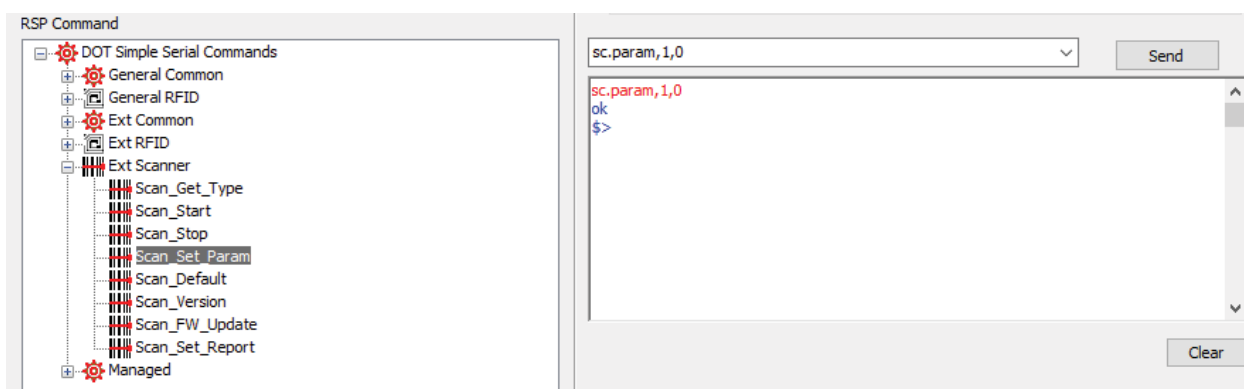 RSP Command
DOT Simple Serial Commands
General Common
General RFID
Ext Common
Ext RFID
Ext Scanner
Scan_Get_Type
Scan_Start
Scan_Stop
Scan_Set_Param
Scan_Default
Scan_Version
Scan_FW_Update
Scan_Set_Report
Managed
sc.param,1,0
Send
sc.param,1,0
ok
$>
Clear